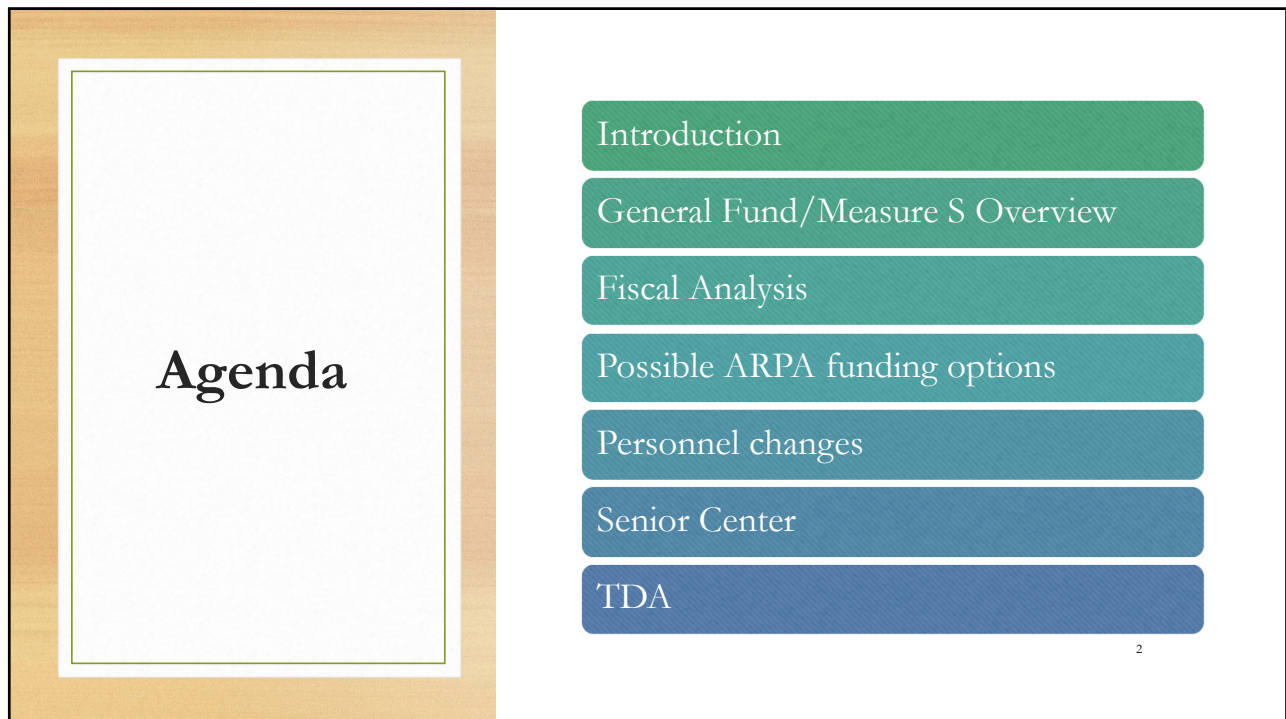 Agenda
Introduction
General Fund/Measure S Overview
Fiscal Analysis
Possible ARPA funding options
Personnel changes
Senior Center
TDA
2